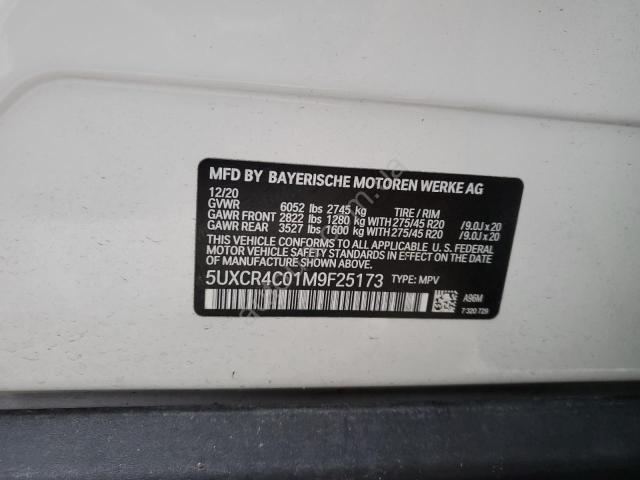 MFD BY BAYERISCHE MOTOREN WERKE AG
12/20
GVWR 6052 lbs 2745 kg TIRE / RIM
GAWR FRONT 2822 lbs 1280 kg WITH 275/45 R20 /9.0J x 20
GAWR REAR 3527 lbs 1600 kg WITH 275/45 R20 /9.0J x 20
THIS VEHICLE CONFORMS TO ALL APPLICABLE U. S. FEDERAL
MOTOR VEHICLE SAFETY STANDARDS IN EFFECT ON THE DATE
OF MANUFACTURE SHOWN ABOVE.
5UXCR4C01M9F25173 TYPE: MPV
A96M
7 320 729